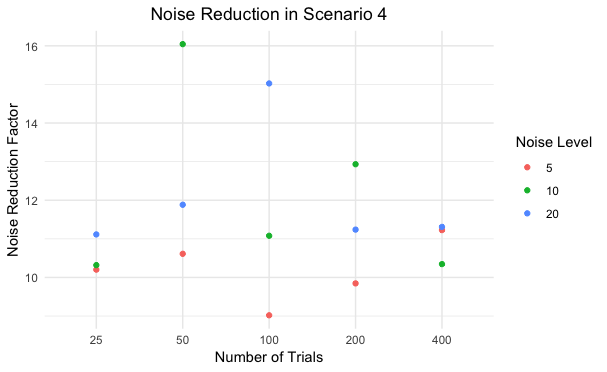 Noise Reduction in Scenario 4
Noise Reduction Factor
16
14
12
10
25 50 100 200 400
Number of Trials
Noise Level
5
10
20